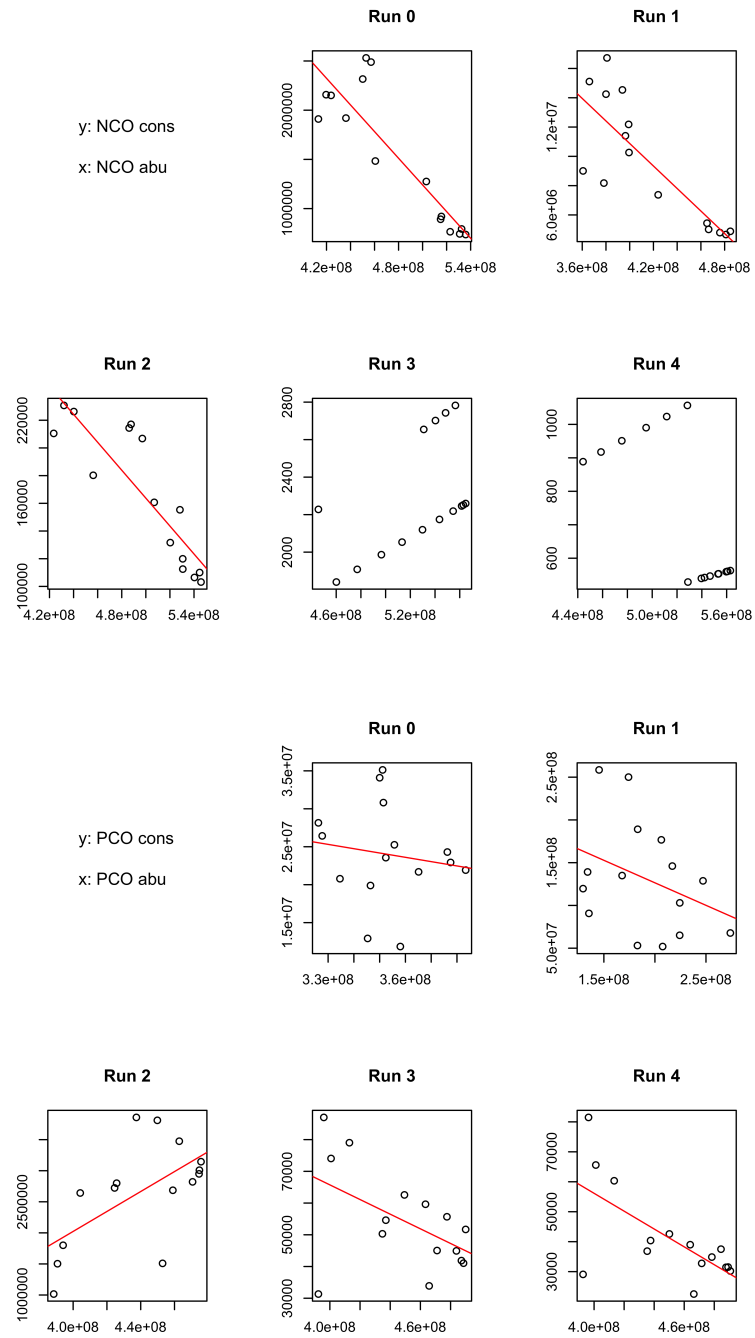 Run 0
Run 1
y: NCO cons
x: NCO abu
1000000
2000000
4.2e+08
4.8e+08
5.4e+08
6.0e+06
1.2e+07
3.6e+08
4.2e+08
4.8e+08
Run 2
Run 3
Run 4
100000
160000
220000
4.2e+08
4.8e+08
5.4e+08
2000
2400
2800
4.6e+08
5.2e+08
600
800
1000
4.4e+08
5.0e+08
5.6e+08
Run 0
Run 1
y: PCO cons
x: PCO abu
1.5e+07
2.5e+07
3.5e+07
3.3e+08
3.6e+08
5.0e+07
1.5e+08
2.5e+08
1.5e+08
2.5e+08
Run 2
Run 3
Run 4
1000000
2500000
4.0e+08
4.4e+08
30000
50000
70000
4.0e+08
4.6e+08
30000
50000
70000
4.0e+08
4.6e+08